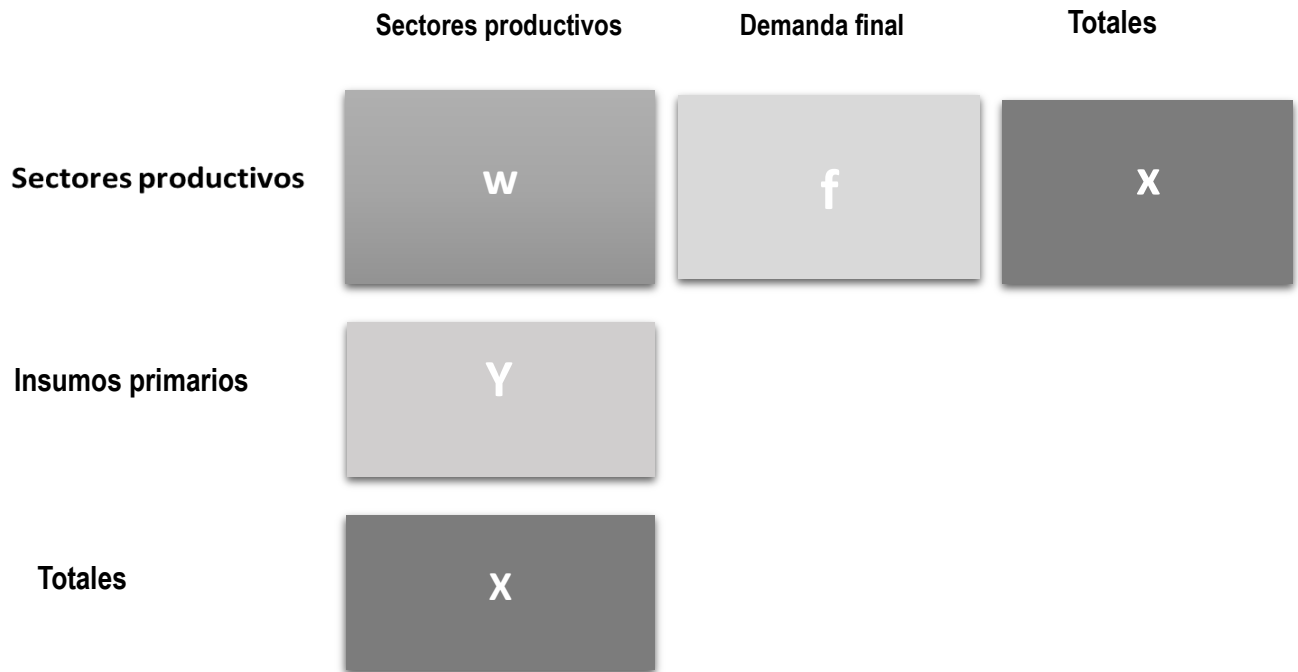 Sectores productivos
Demanda final
Totales
Sectores productivos
w
f
x
Insumos primarios
Y
Totales
x